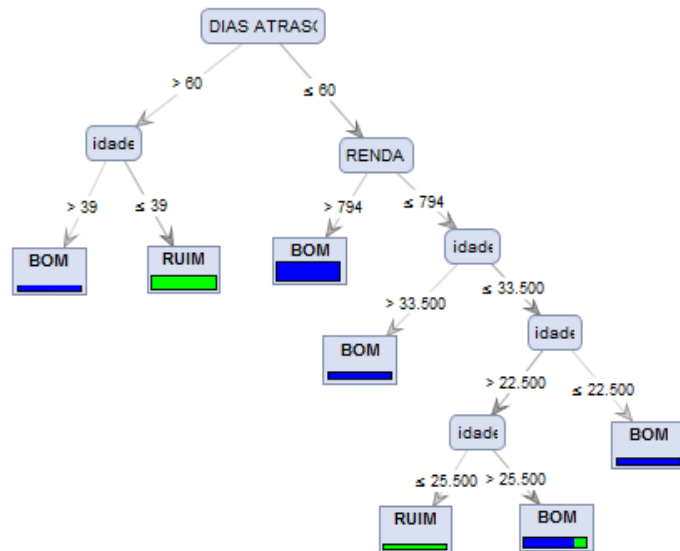 DIAS ATRASO
> 60
≤ 60
idade
RENDA
> 39
≤ 39
> 794
≤ 794
BOM
RUIM
BOM
idade
> 33.500
≤ 33.500
BOM
idade
> 22.500
≤ 22.500
idade
BOM
≤ 25.500
> 25.500
RUIM
BOM